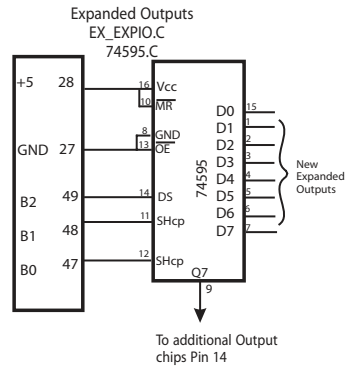 Expanded Outputs
EX_EXPIO.C
74595.C
+5 28
GND 27
B2 49
B1 48
B0 47
16 Vcc
10 MR
8 GND
13 OE
14 DS
11 SHcp
12 SHcp
74595
D0 15
D1 1
D2 2
D3 3
D4 4
D5 5
D6 6
D7 7
Q7
9
New
Expanded
Outputs
To additional Output
chips Pin 14